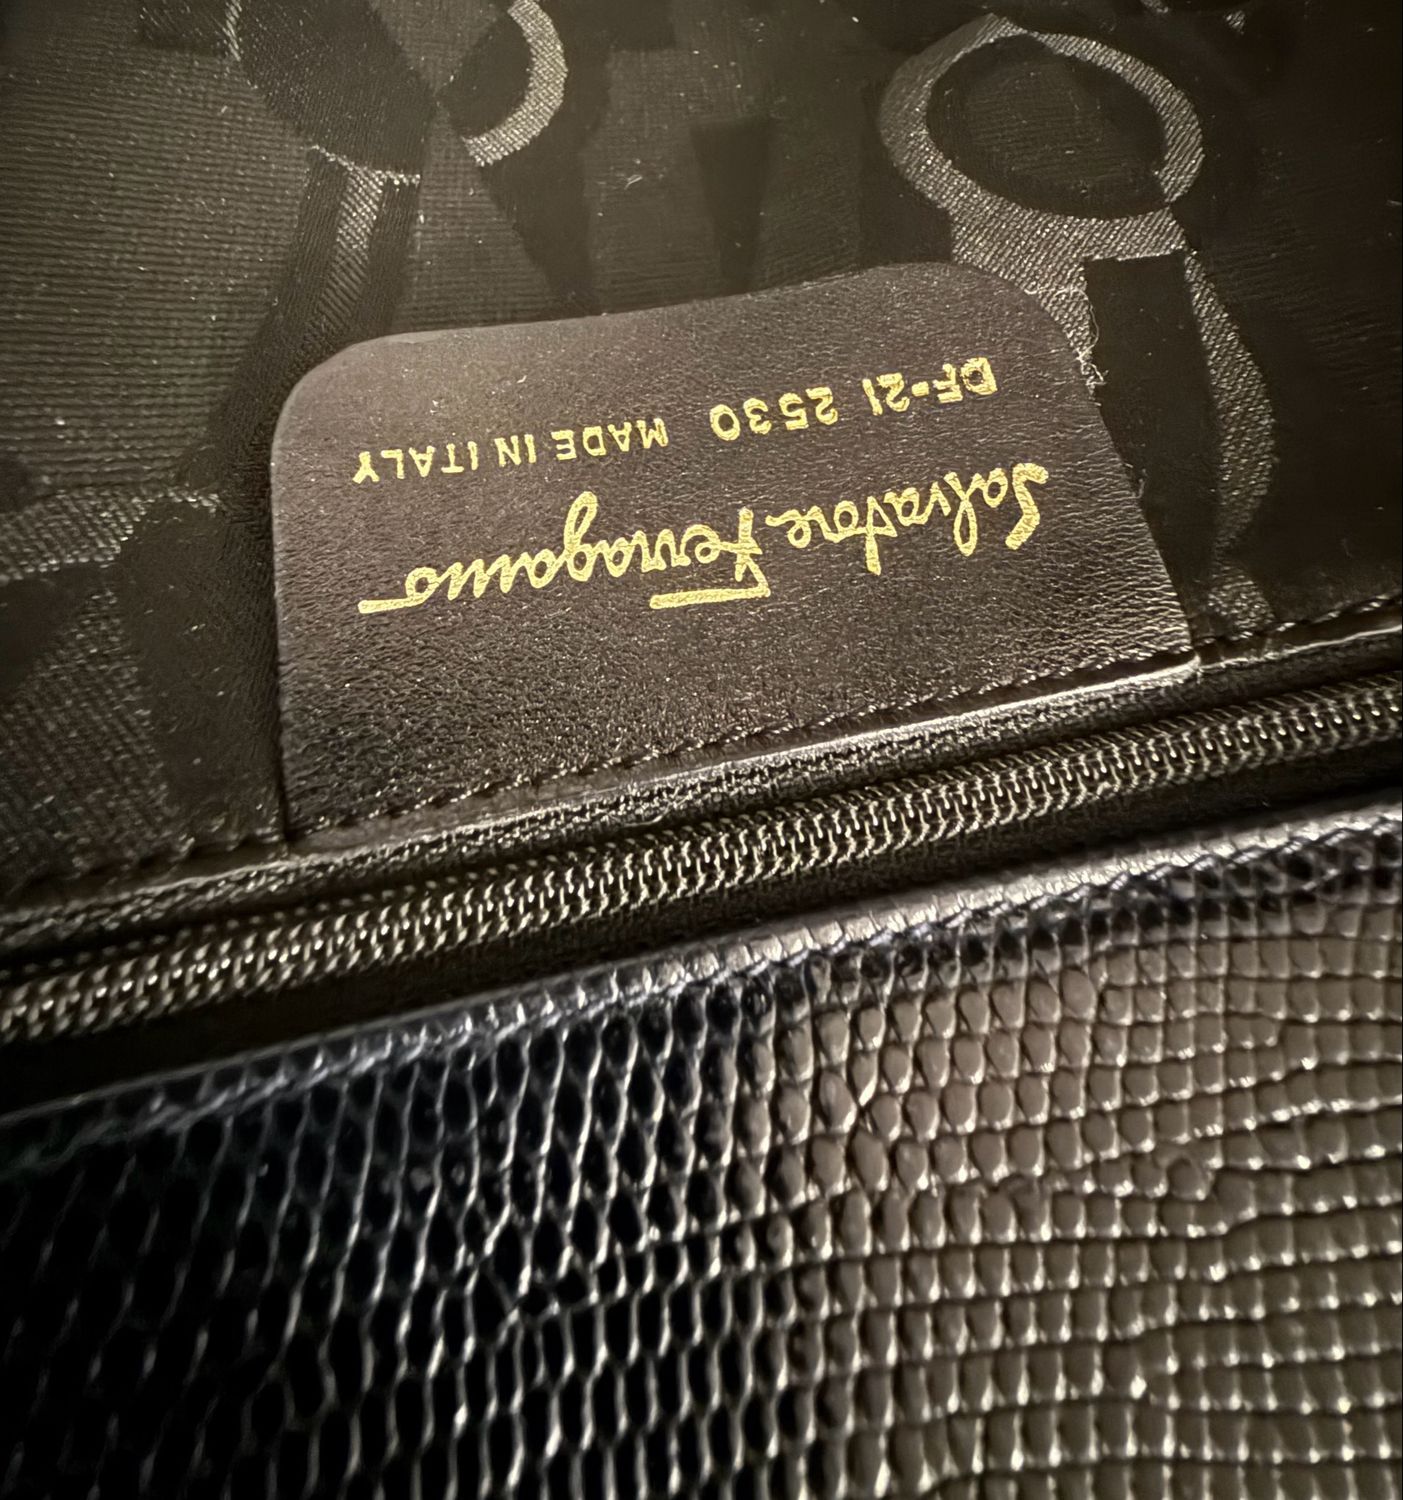 Salvatore Ferragamo
DF-21 2530 MADE IN ITALY